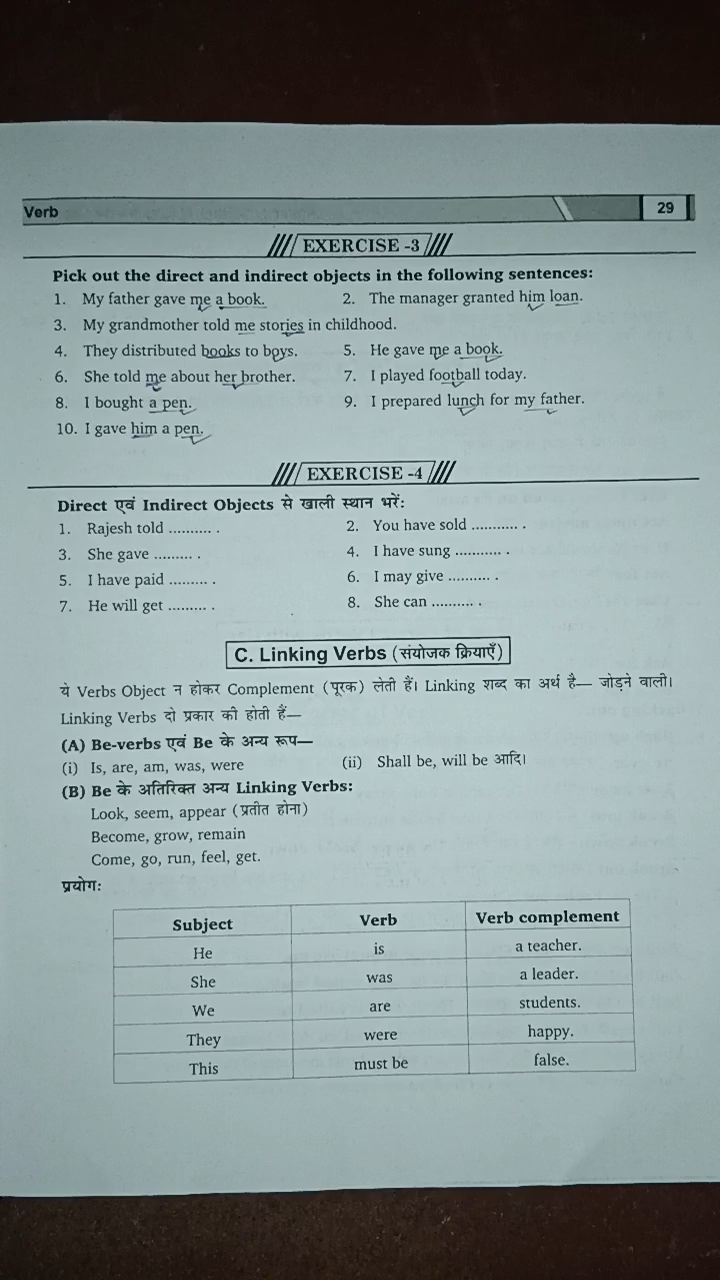 Verb 29
EXERCISE -3
Pick out the direct and indirect objects in the following sentences:
1. My father gave me a book. 2. The manager granted him loan.
3. My grandmother told me stories in childhood.
4. They distributed books to boys. 5. He gave me a book.
6. She told me about her brother. 7. I played football today.
8. I bought a pen. 9. I prepared lunch for my father.
10. I gave him a pen.
EXERCISE -4
Direct एवं Indirect Objects से खाली स्थान भरें:
1. Rajesh told .......... . 2. You have sold ........... .
3. She gave ......... . 4. I have sung ........... .
5. I have paid ......... . 6. I may give .......... .
7. He will get ......... . 8. She can .......... .
C. Linking Verbs (संयोजक क्रियाएँ)
ये Verbs Object न होकर Complement (पूरक) लेती हैं। Linking शब्द का अर्थ है— जोड़ने वाली।
Linking Verbs दो प्रकार की होती हैं—
(A) Be-verbs एवं Be के अन्य रूप—
(i) Is, are, am, was, were (ii) Shall be, will be आदि।
(B) Be के अतिरिक्त अन्य Linking Verbs:
Look, seem, appear (प्रतीत होना)
Become, grow, remain
Come, go, run, feel, get.
प्रयोग:
Subject Verb Verb complement
He is a teacher.
She was a leader.
We are students.
They were happy.
This must be false.